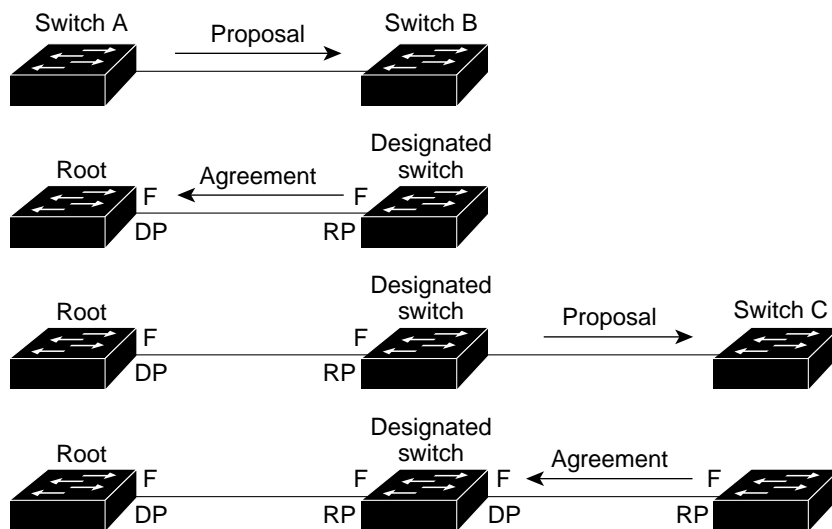 Switch A
Proposal
Switch B
Root
F
Agreement
F
Designated
switch
DP
RP
Root
F
F
Designated
switch
Proposal
Switch C
DP
RP
Root
F
F
Designated
switch
F
Agreement
F
DP
RP
DP
RP